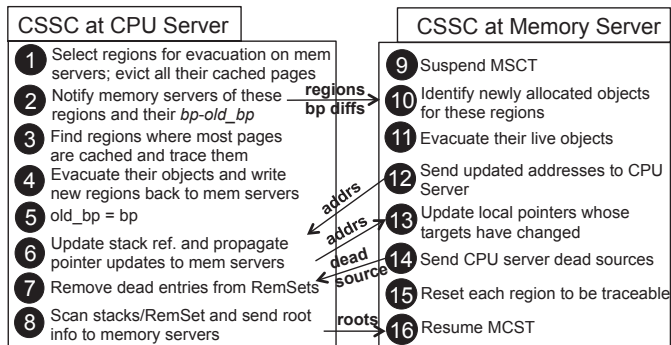 CSSC at CPU Server
1 Select regions for evacuation on mem
servers; evict all their cached pages
2 Notify memory servers of these
regions and their bp-old_bp
3 Find regions where most pages
are cached and trace them
4 Evacuate their objects and write
new regions back to mem servers
5 old_bp = bp
6 Update stack ref. and propagate
pointer updates to mem servers
7 Remove dead entries from RemSets
8 Scan stacks/RemSet and send root
info to memory servers
regions
bp diffs
addrs
addrs
dead
source
roots
CSSC at Memory Server
9 Suspend MSCT
10 Identify newly allocated objects
for these regions
11 Evacuate their live objects
12 Send updated addresses to CPU
Server
13 Update local pointers whose
targets have changed
14 Send CPU server dead sources
15 Reset each region to be traceable
16 Resume MCST